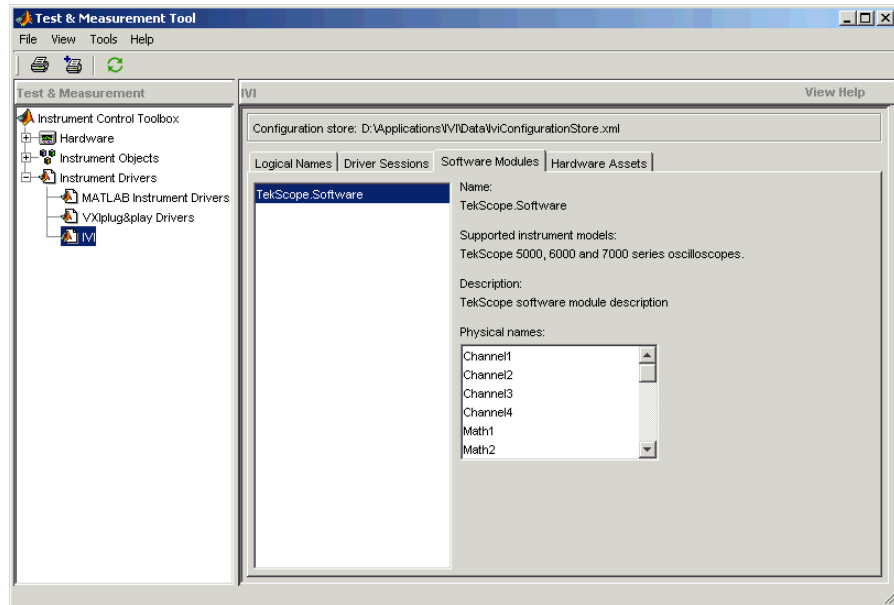 Test & Measurement Tool
File View Tools Help
Test & Measurement
IVI
View Help
Instrument Control Toolbox
Hardware
Instrument Objects
Instrument Drivers
MATLAB Instrument Drivers
VXIplug&play Drivers
IVI
Configuration store: D:\Applications\IVI\Data\IviConfigurationStore.xml
Logical Names Driver Sessions Software Modules Hardware Assets
TekScope.Software
Name:
TekScope.Software
Supported instrument models:
TekScope 5000, 6000 and 7000 series oscilloscopes.
Description:
TekScope software module description
Physical names:
Channel1
Channel2
Channel3
Channel4
Math1
Math2